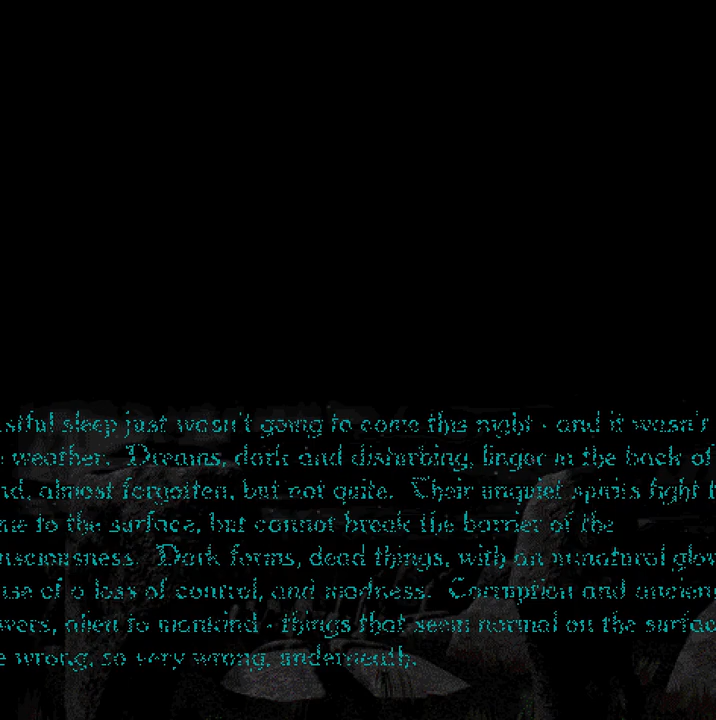 stful sleep just wasn't going to come this night - and it wasn't
weather. Dreams, dark and disturbing, linger in the back of
nd, almost forgotten, but not quite. Their unquiet spirits fight t
me to the surface, but cannot break the barrier of the
nsciousness. Dark forms, dead things, with an unnatural glow
use of a loss of control, and madness. Corruption and ancien
wers, alien to mankind - things that seem normal on the surfac
e wrong, so very wrong, underneath.